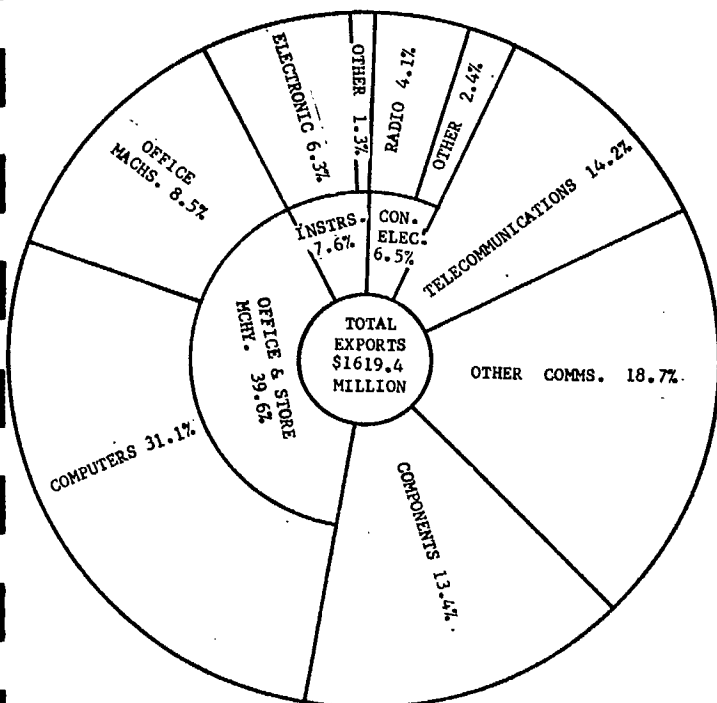 ELECTRONIC 6.3%
OTHER 1.3%
RADIO 4.1%
OTHER 2.4%
OFFICE
MACHS. 8.5%
TELECOMMUNICATIONS 14.2%
INSTRS.
7.6%
CON.
ELEC.
6.5%
OFFICE & STORE
MCHY. 39.6%
TOTAL
EXPORTS
$1619.4
MILLION
OTHER COMMS. 18.7%
COMPUTERS 31.1%
COMPONENTS 13.4%